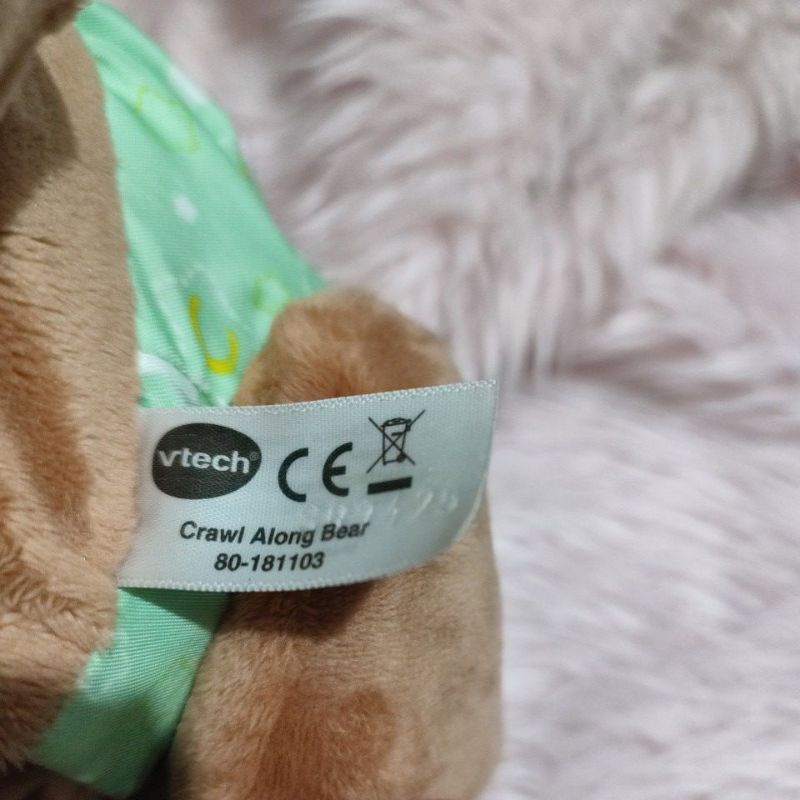 vtech®
CE
Crawl Along Bear
80-181103